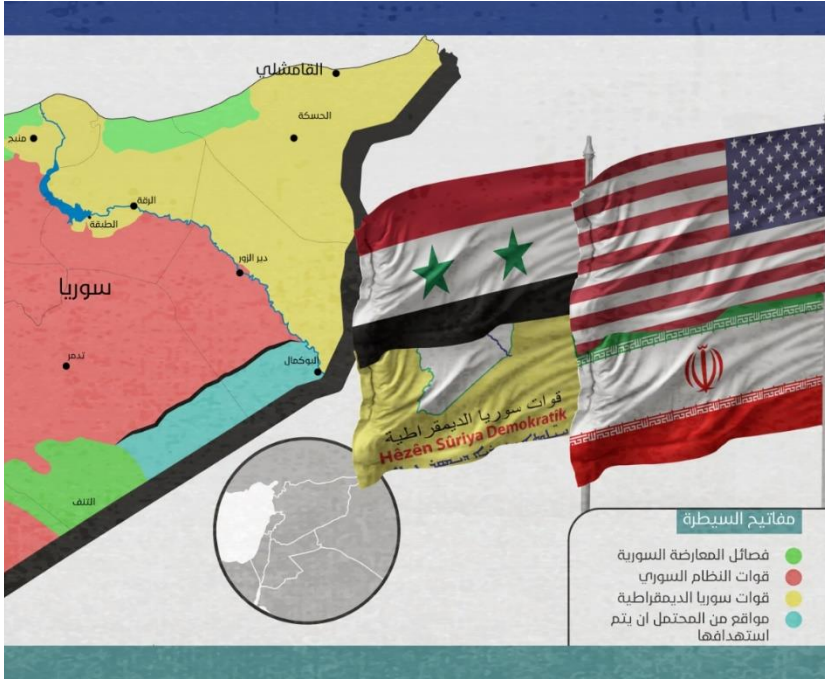 القامشلي
الحسكة
منبج
الرقة
الطبقة
دير الزور
سوريا
تدمر
البوكمال
التنف
قوات سوريا الديمقراطية
Hêzên Sûriya Demokratik
مفاتيح السيطرة
فصائل المعارضة السورية
قوات النظام السوري
قوات سوريا الديمقراطية
مواقع من المحتمل ان يتم
استهدافها